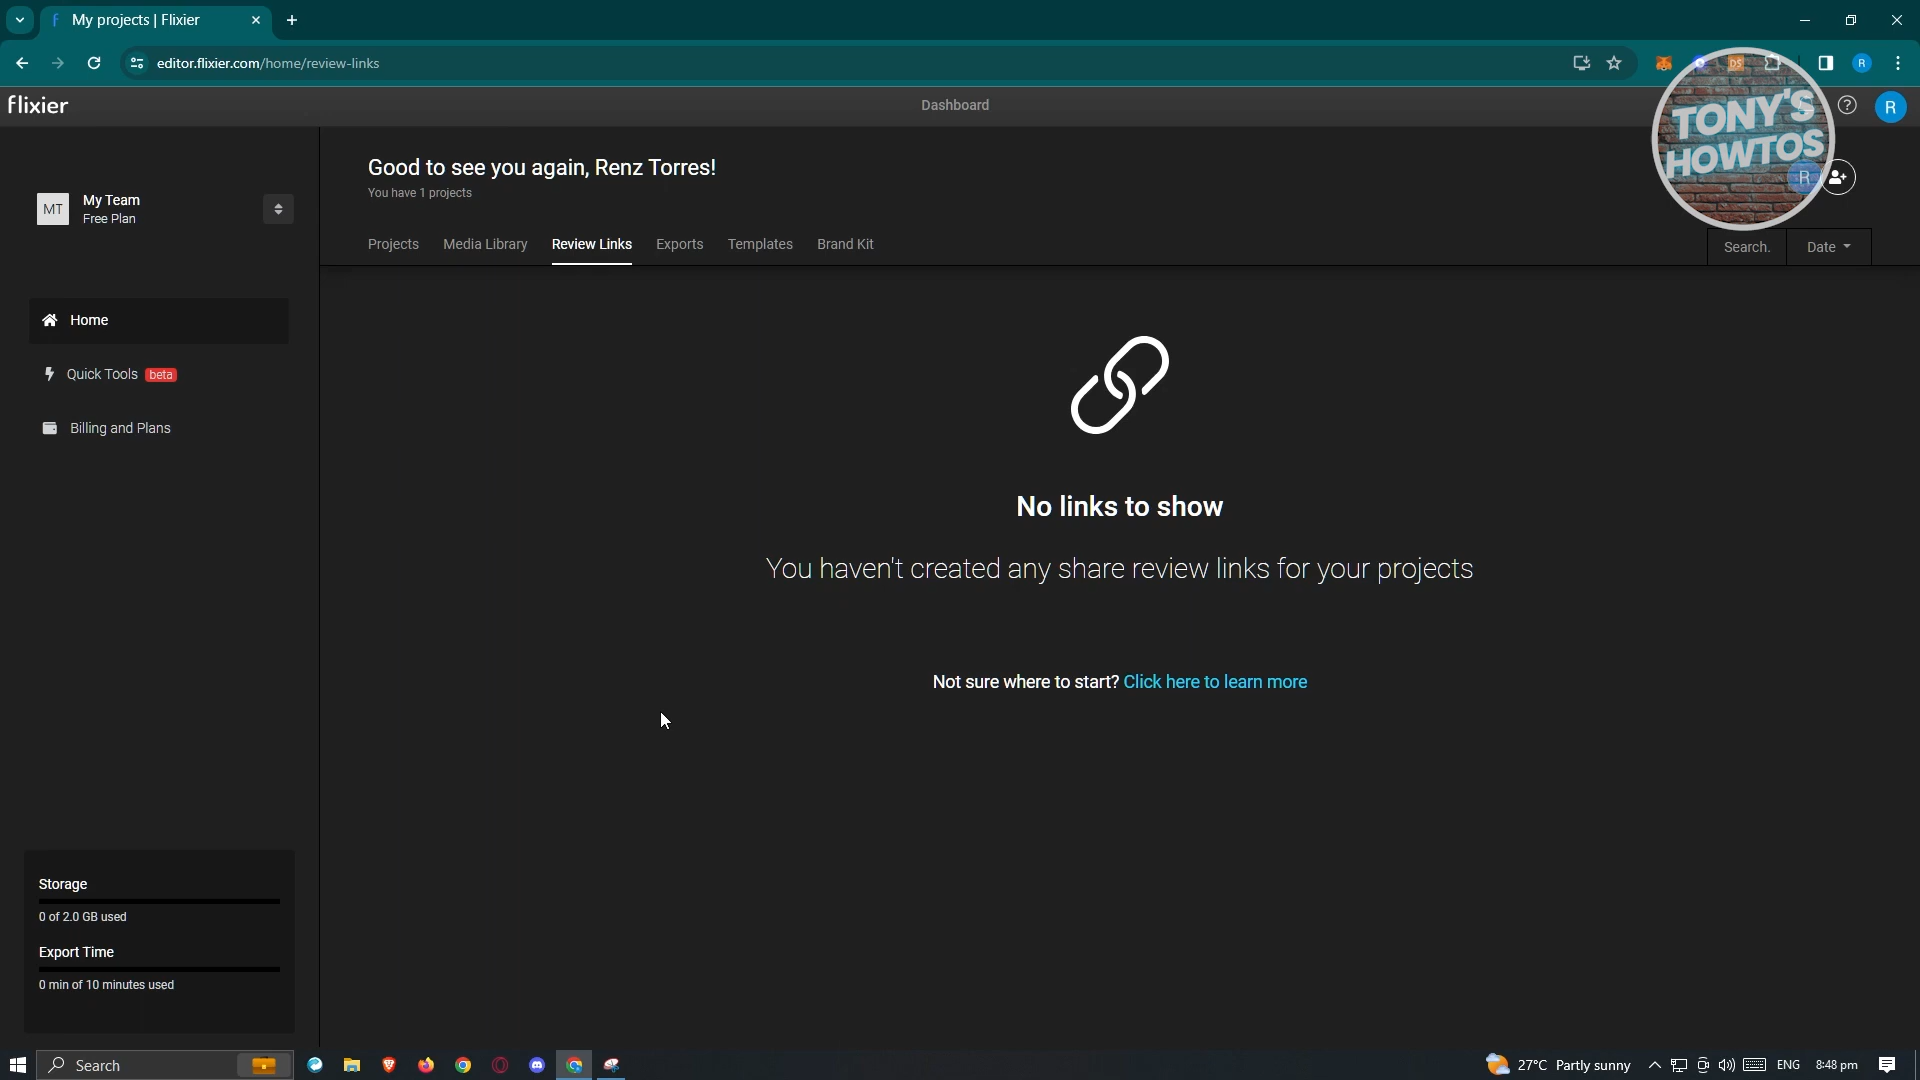 My projects | Flixier
editor.flixier.com/home/review-links
DS
R
flixier
Dashboard
R
TONY'S
HOWTOS
Good to see you again, Renz Torres!
You have 1 projects
R
MT
My Team
Free Plan
Projects
Media Library
Review Links
Exports
Templates
Brand Kit
Search.
Date
Home
Quick Tools beta
Billing and Plans
No links to show
You haven't created any share review links for your projects
Not sure where to start? Click here to learn more
Storage
0 of 2.0 GB used
Export Time
0 min of 10 minutes used
Search
27°C Partly sunny
ENG
8:48 pm